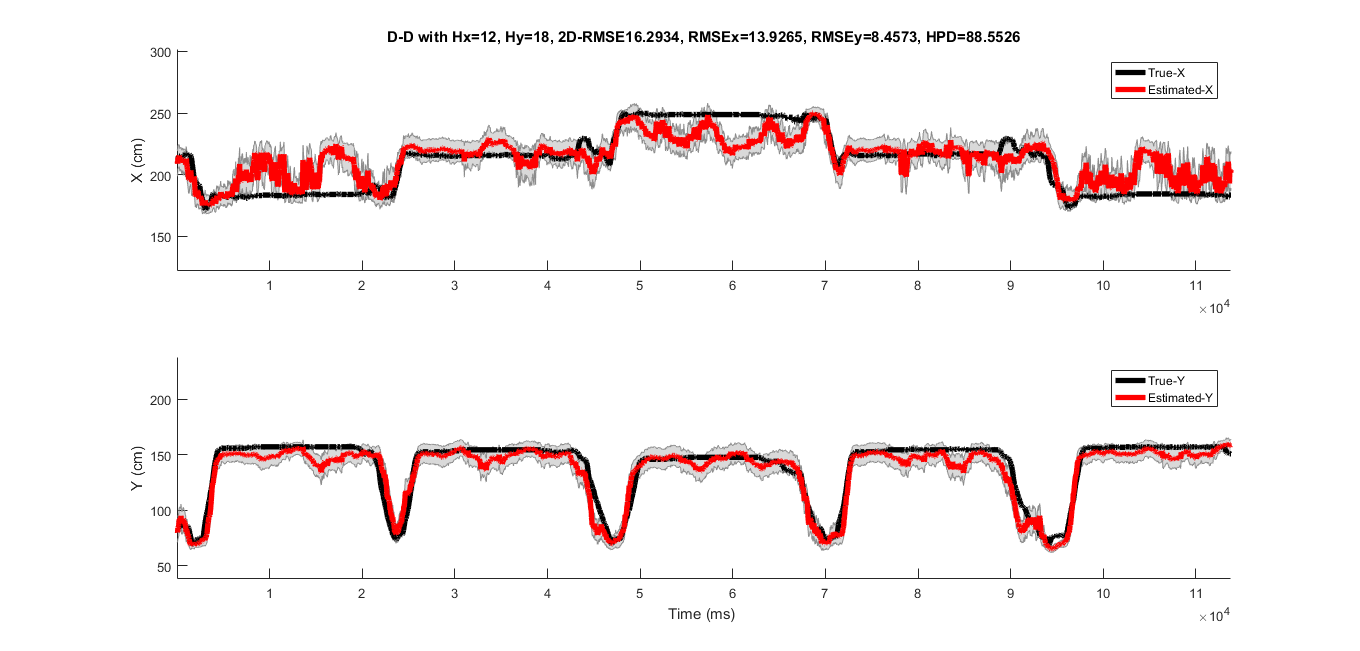 D-D with Hx=12, Hy=18, 2D-RMSE16.2934, RMSEx=13.9265, RMSEy=8.4573, HPD=88.5526
300
250
200
150
X (cm)
True-X
Estimated-X
1 2 3 4 5 6 7 8 9 10 11
×10^4
200
150
100
50
Y (cm)
True-Y
Estimated-Y
1 2 3 4 5 6 7 8 9 10 11
Time (ms)
×10^4